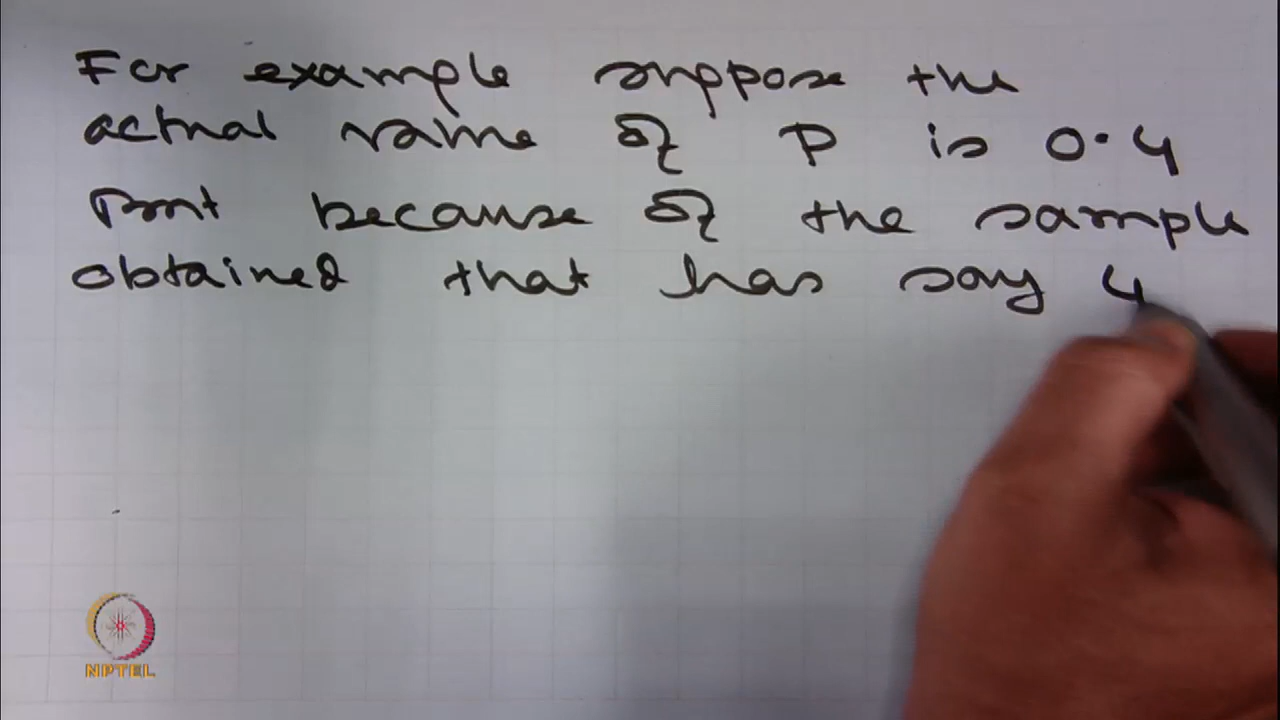 For example suppose the
actual value of p is 0.4
But because of the sample
obtained that has say 4
NPTEL